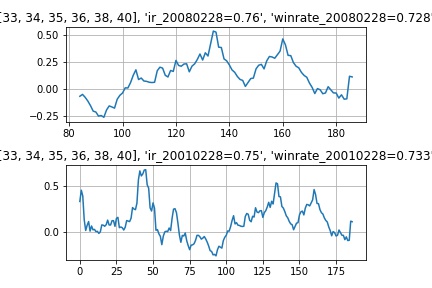 [33, 34, 35, 36, 38, 40], 'ir_20080228=0.76', 'winrate_20080228=0.728'
0.50
0.25
0.00
−0.25
80 100 120 140 160 180
[33, 34, 35, 36, 38, 40], 'ir_20010228=0.75', 'winrate_20010228=0.733'
0.5
0.0
0 25 50 75 100 125 150 175